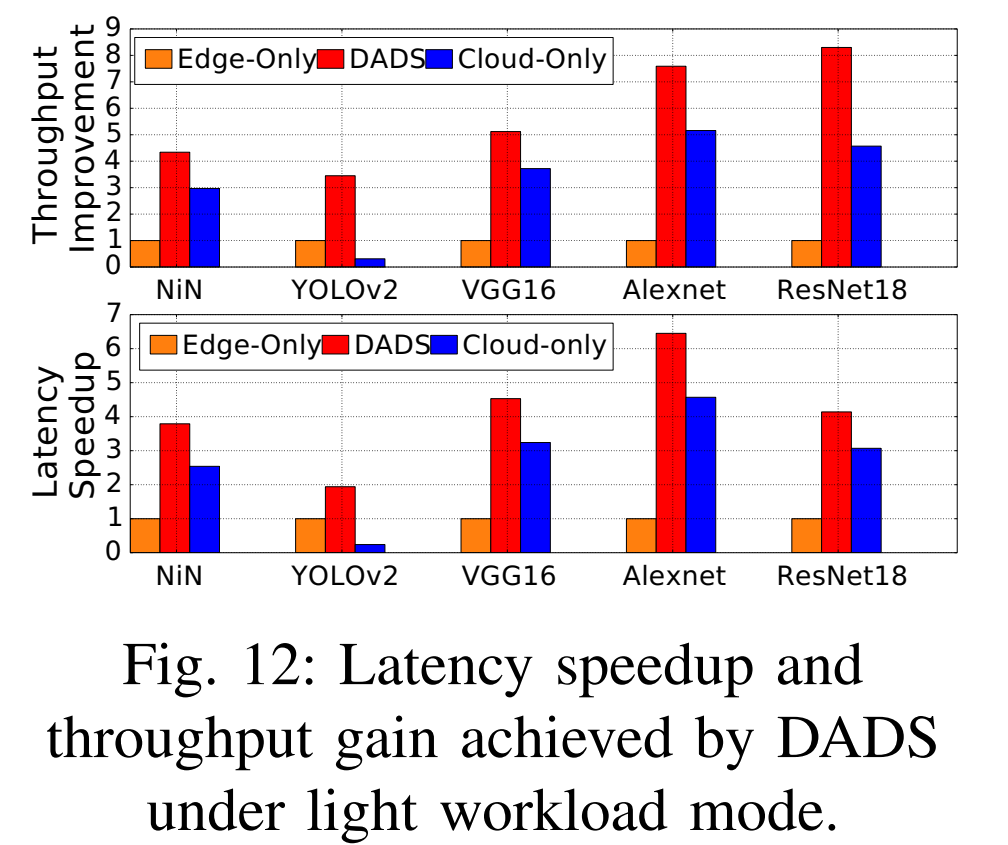 Throughput
Improvement
9
8
7
6
5
4
3
2
1
0
Edge-Only DADS Cloud-Only
NiN YOLOv2 VGG16 Alexnet ResNet18
Latency
Speedup
7
6
5
4
3
2
1
0
Edge-Only DADS Cloud-only
NiN YOLOv2 VGG16 Alexnet ResNet18
Fig. 12: Latency speedup and
throughput gain achieved by DADS
under light workload mode.